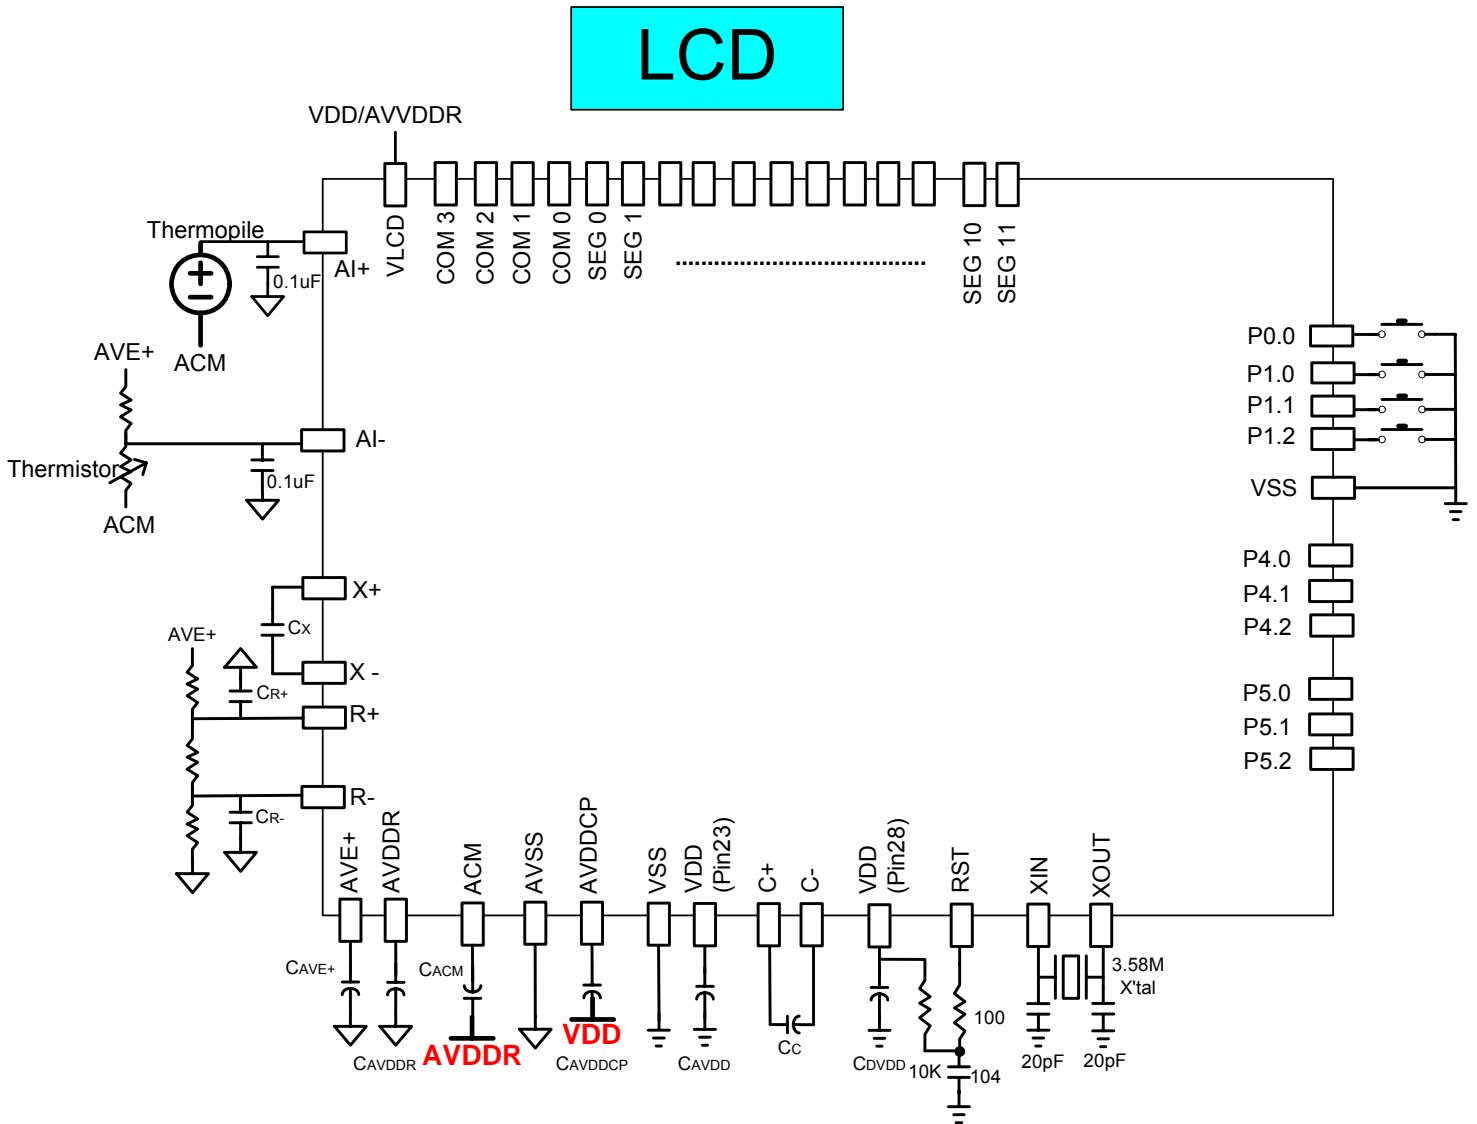 LCD
VDD/AVVDDR
VLCD
COM 3
COM 2
COM 1
COM 0
SEG 0
SEG 1
SEG 10
SEG 11
Thermopile
AI+
0.1uF
ACM
AVE+
AI-
Thermistor
0.1uF
ACM
X+
CX
X -
AVE+
CR+
R+
R-
CR-
P0.0
P1.0
P1.1
P1.2
VSS
P4.0
P4.1
P4.2
P5.0
P5.1
P5.2
AVE+
AVDDR
ACM
AVSS
AVDDCP
VSS
VDD
(Pin23)
C+
C-
VDD
(Pin28)
RST
XIN
XOUT
CAVE+
CACM
3.58M
X'tal
100
VDD
AVDDR
CAVDDR
CAVDDCP
CAVDD
CC
CDVDD
10K
104
20pF
20pF